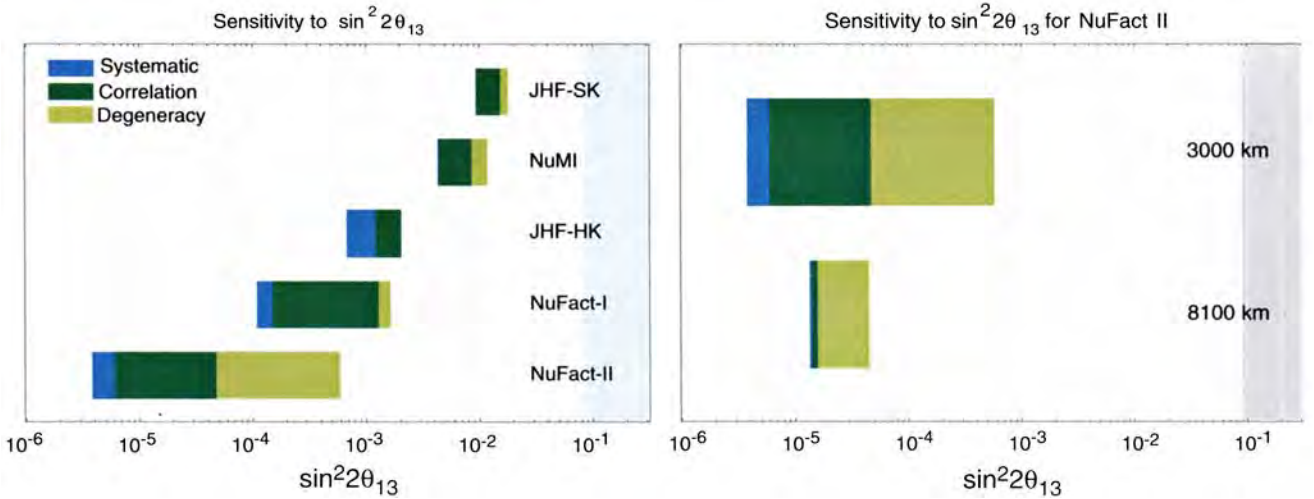 Sensitivity to sin²2θ₁₃
Systematic
Correlation
Degeneracy
JHF-SK
NuMI
JHF-HK
NuFact-I
NuFact-II
10⁻⁶ 10⁻⁵ 10⁻⁴ 10⁻³ 10⁻² 10⁻¹
sin²2θ₁₃
Sensitivity to sin²2θ₁₃ for NuFact II
3000 km
8100 km
10⁻⁶ 10⁻⁵ 10⁻⁴ 10⁻³ 10⁻² 10⁻¹
sin²2θ₁₃